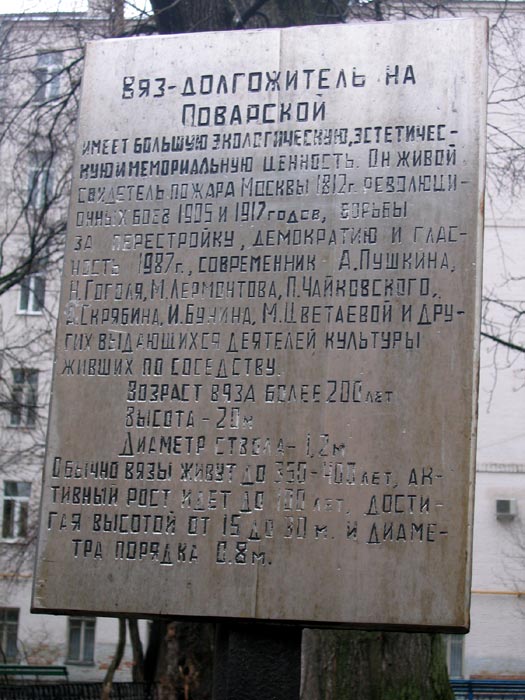 Вяз-долгожитель на
Поварской
имеет большую экологическую, эстетичес-
кую и мемориальную ценность. Он живой
свидетель пожара Москвы 1812г. революци-
онных боев 1905 и 1917 годов, борьбы
за перестройку, демократию и глас-
ность 1987г., современник А.Пушкина,
Н.Гоголя, М.Лермонтова, П.Чайковского,
А.Скрябина, И.Бунина, М.Цветаевой и дру-
гих выдающихся деятелей культуры
живших по соседству.
Возраст вяза более 200 лет
Высота - 20м
Диаметр ствола - 1,2м
Обычно вязы живут до 350-400 лет, ак-
тивный рост идет до 100 лет, дости-
гая высотой от 15 до 30 м. и диаме-
тра порядка 0.8м.